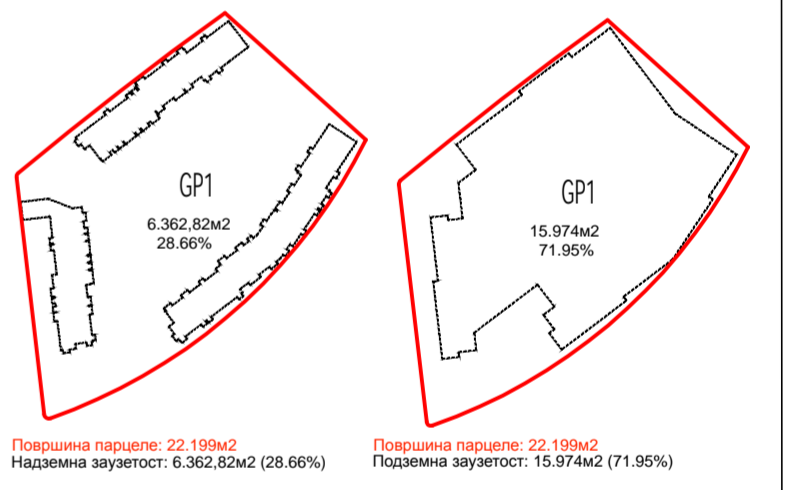 GP1
6.362,82м2
28.66%
GP1
15.974м2
71.95%
Површина парцеле: 22.199м2
Надземна заузетост: 6.362,82м2 (28.66%)
Површина парцеле: 22.199м2
Подземна заузетост: 15.974м2 (71.95%)